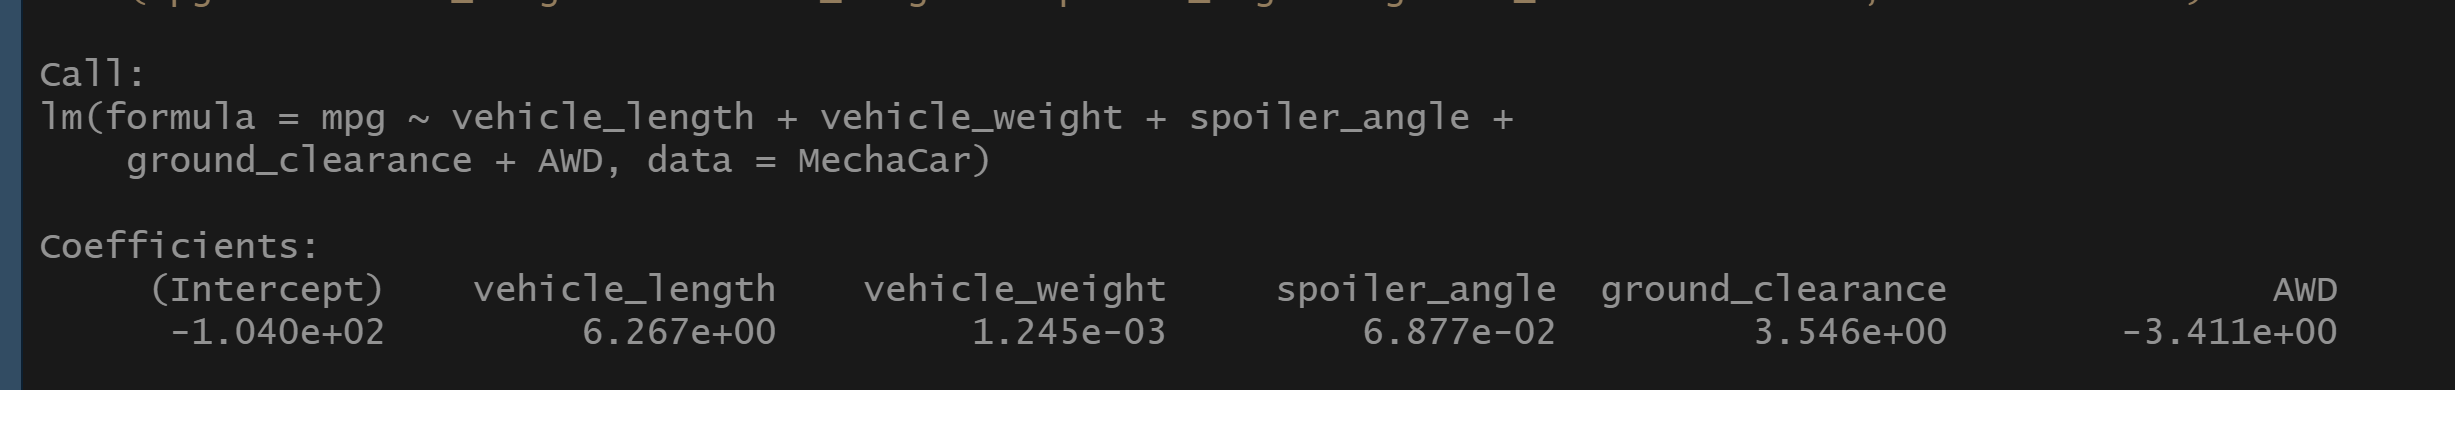 Call:
lm(formula = mpg ~ vehicle_length + vehicle_weight + spoiler_angle +
    ground_clearance + AWD, data = MechaCar)
Coefficients:
     (Intercept)    vehicle_length    vehicle_weight     spoiler_angle  ground_clearance               AWD
      -1.040e+02         6.267e+00         1.245e-03         6.877e-02         3.546e+00        -3.411e+00